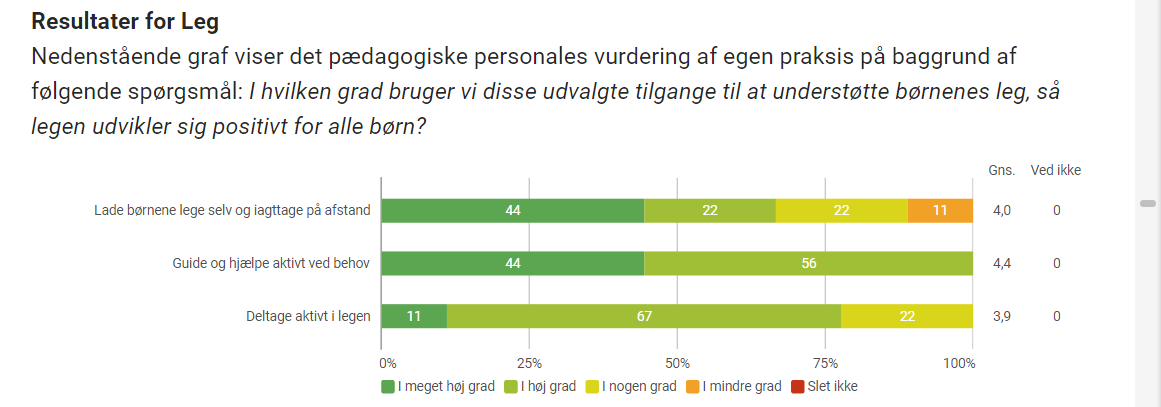 Resultater for Leg
Nedenstående graf viser det pædagogiske personales vurdering af egen praksis på baggrund af
følgende spørgsmål: I hvilken grad bruger vi disse udvalgte tilgange til at understøtte børnenes leg, så
legen udvikler sig positivt for alle børn?
Gns. Ved ikke
Lade børnene lege selv og iagttage på afstand 44 22 22 11 4,0 0
Guide og hjælpe aktivt ved behov 44 56 4,4 0
Deltage aktivt i legen 11 67 22 3,9 0
0% 25% 50% 75% 100%
I meget høj grad I høj grad I nogen grad I mindre grad Slet ikke